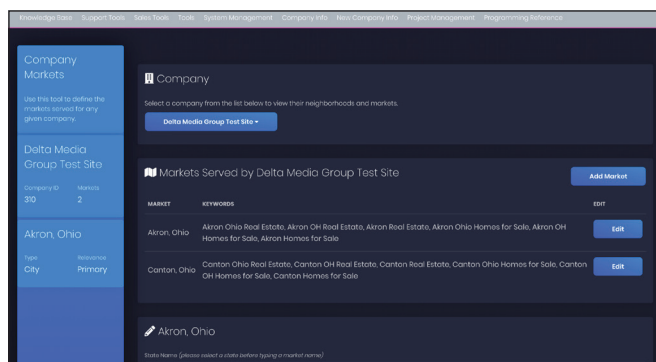 Knowledge Base Support Tools Sales Tools Tools System Management Company Info New Company Info Project Management Programming Reference
Company
Markets
Use this tool to define the
markets served for any
given company.
Delta Media
Group Test Site
Company ID Markets
310 2
Akron, Ohio
Type Relevance
City Primary
Company
Select a company from the list below to view their neighborhoods and markets.
Delta Media Group Test Site
Markets Served by Delta Media Group Test Site
Add Market
MARKET KEYWORDS EDIT
Akron, Ohio
Akron Ohio Real Estate, Akron OH Real Estate, Akron Real Estate, Akron Ohio Homes for Sale, Akron OH
Homes for Sale, Akron Homes for Sale
Edit
Canton, Ohio
Canton Ohio Real Estate, Canton OH Real Estate, Canton Real Estate, Canton Ohio Homes for Sale, Canton
OH Homes for Sale, Canton Homes for Sale
Edit
Akron, Ohio
State Name (please select a state before typing a market name)